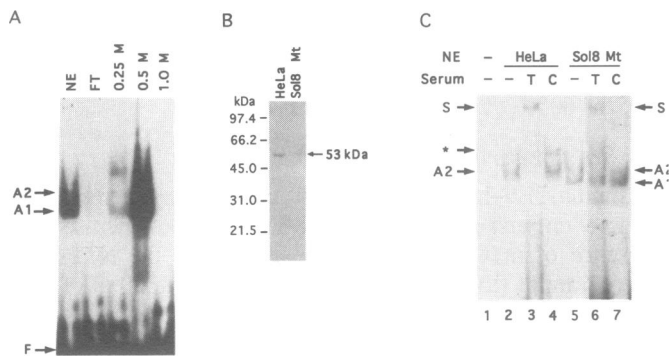 A
NE
FT
0.25 M
0.5 M
1.0 M
A2
A1
F
B
HeLa
Sol8 Mt
kDa
97.4
66.2
45.0
31.0
21.5
53 kDa
C
NE – HeLa Sol8 Mt
Serum – – T C – T C
S S
*
A2 A2
A
1 2 3 4 5 6 7